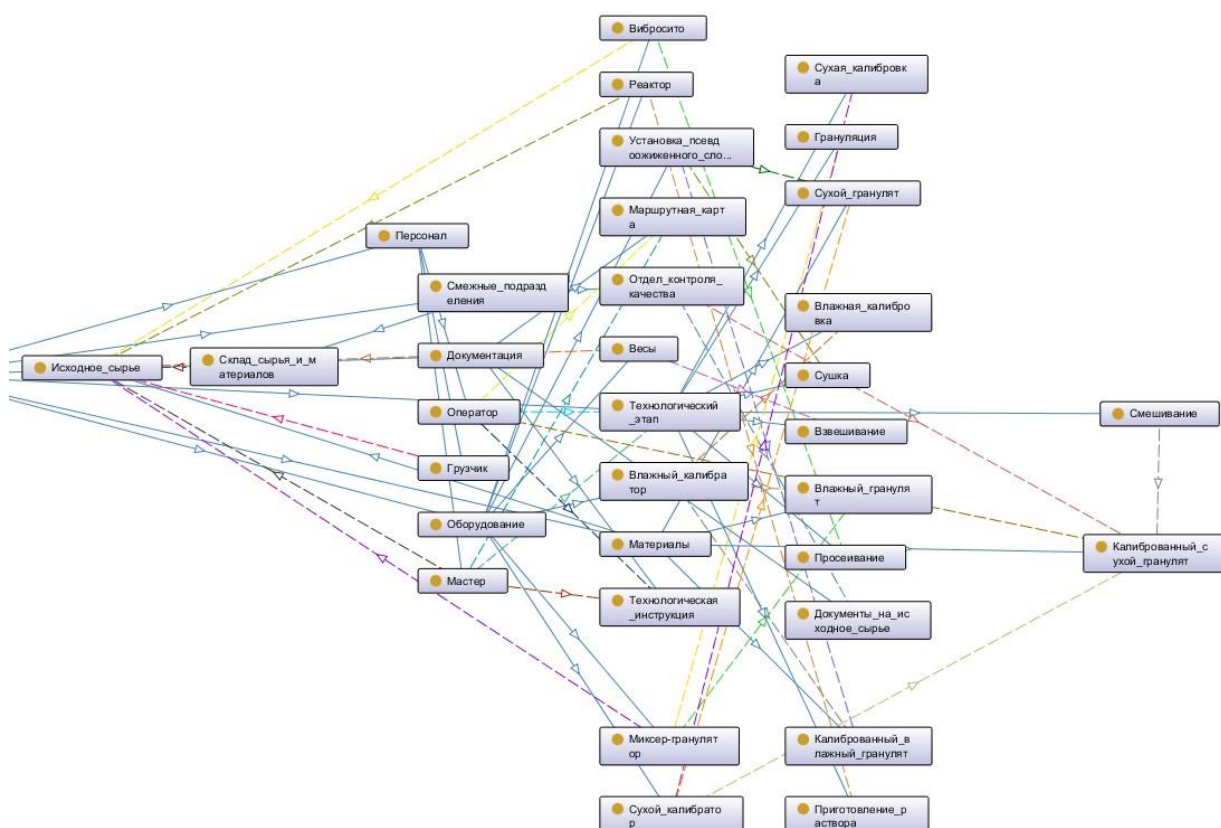 Вибросито
Реактор
Установка_псевд
оожиженного_сло...
Маршрутная_карт
а
Отдел_контроля_
качества
Весы
Технологический
_этап
Влажный_калибра
тор
Материалы
Технологическая
_инструкция
Миксер-гранулят
ор
Сухой_калибратор
р
Сухая_калибровк
а
Грануляция
Сухой_гранулят
Влажная_калибро
вка
Сушка
Взвешивание
Влажный_грануля
т
Просеивание
Документы_на_ис
ходное_сырье
Калиброванный_в
лажный_гранулят
Приготовление_р
аствора
Персонал
Смежные_подразд
еления
Документация
Оператор
Грузчик
Оборудование
Мастер
Исходное_сырье
Склад_сырья_и_м
атериалов
Смешивание
Калиброванный_с
ухой_гранулят